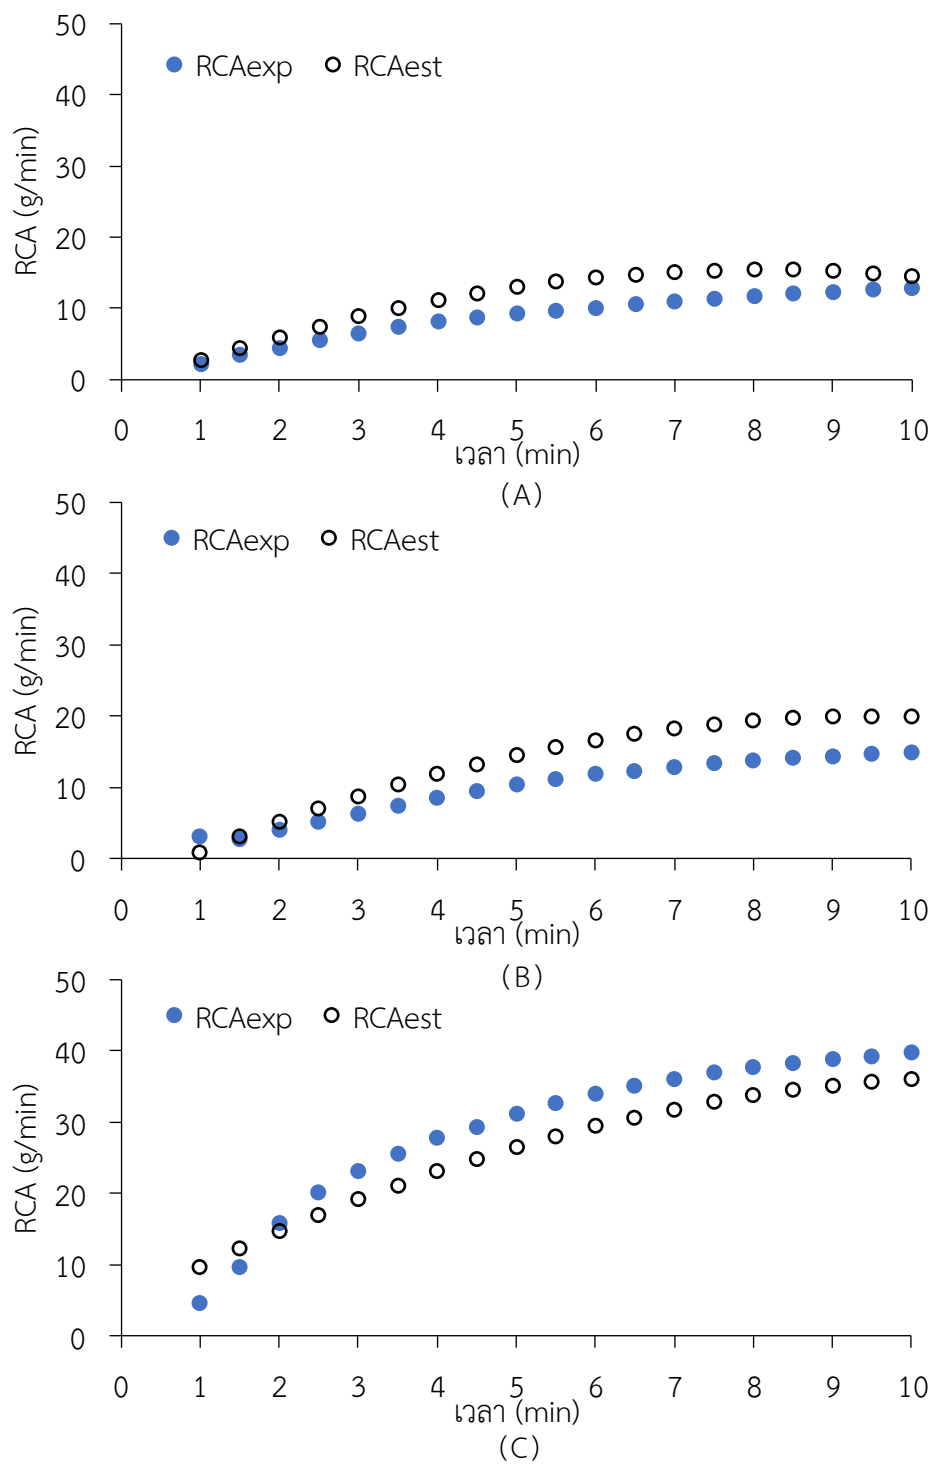 50
RCAexp RCAest
40
30
20
10
0
RCA (g/min)
0 1 2 3 4 5 6 7 8 9 10
เวลา (min)
(A)
50
RCAexp RCAest
40
30
20
10
0
RCA (g/min)
0 1 2 3 4 5 6 7 8 9 10
เวลา (min)
(B)
50
RCAexp RCAest
40
30
20
10
0
RCA (g/min)
0 1 2 3 4 5 6 7 8 9 10
เวลา (min)
(C)